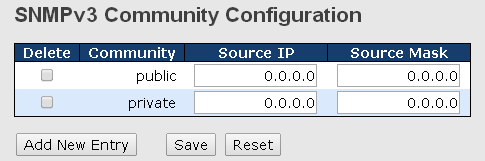 SNMPv3 Community Configuration
Delete Community Source IP Source Mask
public 0.0.0.0 0.0.0.0
private 0.0.0.0 0.0.0.0
Add New Entry Save Reset